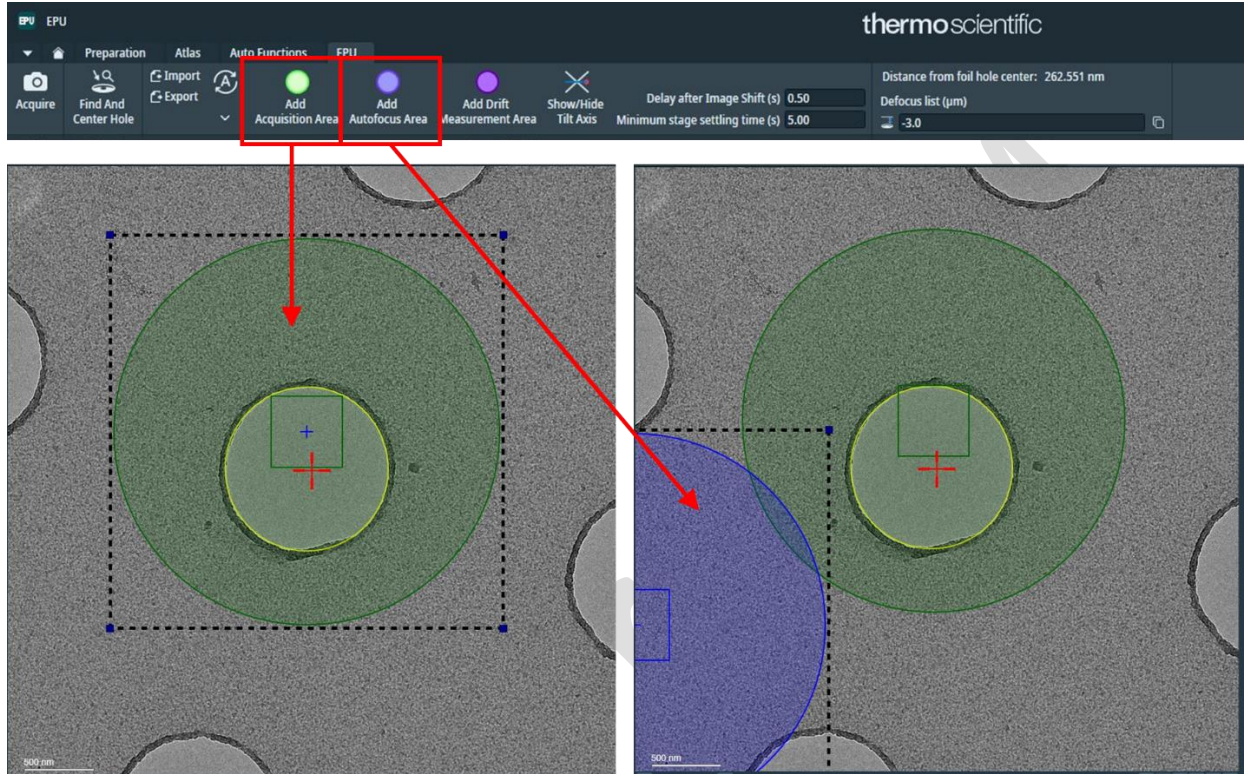 EPU EPU
thermo scientific
Preparation Atlas Auto Functions EPU
Acquire
Find And
Center Hole
Import
Export
A
Add
Acquisition Area
Add
Autofocus Area
Add Drift
Measurement Area
Show/Hide
Tilt Axis
Delay after Image Shift (s) 0.50
Minimum stage settling time (s) 5.00
Distance from foil hole center: 262.551 nm
Defocus list (μm)
-3.0
500 nm
500 nm